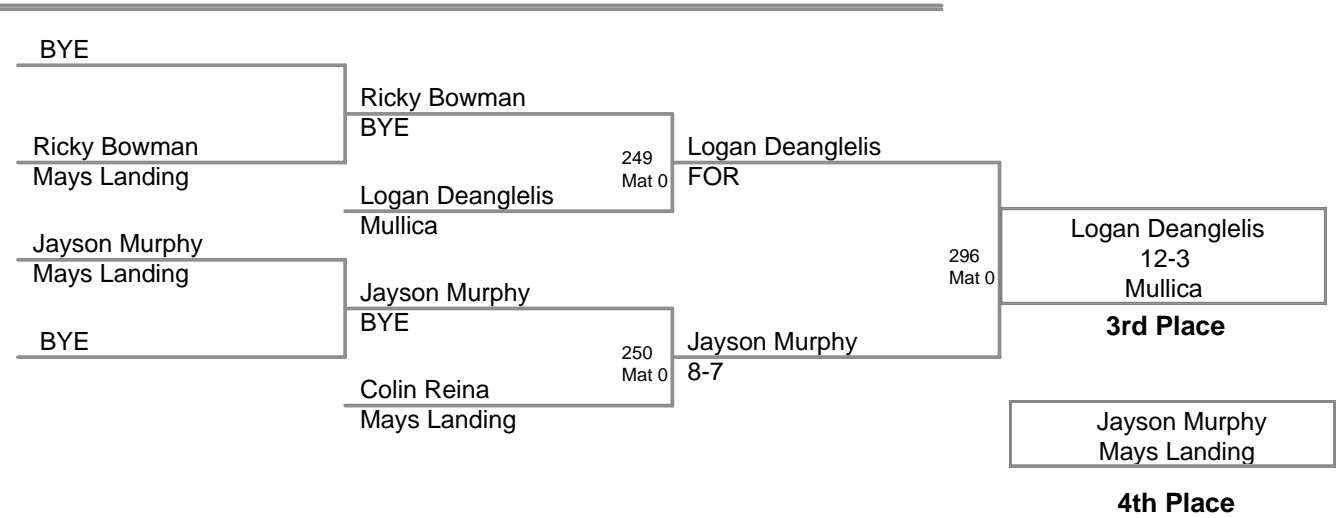 BYE
Ricky Bowman
Mays Landing
Jayson Murphy
Mays Landing
BYE
Ricky Bowman
BYE
Logan Deanglelis
Mullica
Jayson Murphy
BYE
Colin Reina
Mays Landing
249
Mat 0
250
Mat 0
Logan Deanglelis
FOR
Jayson Murphy
8-7
296
Mat 0
Logan Deanglelis
12-3
Mullica
3rd Place
Jayson Murphy
Mays Landing
4th Place